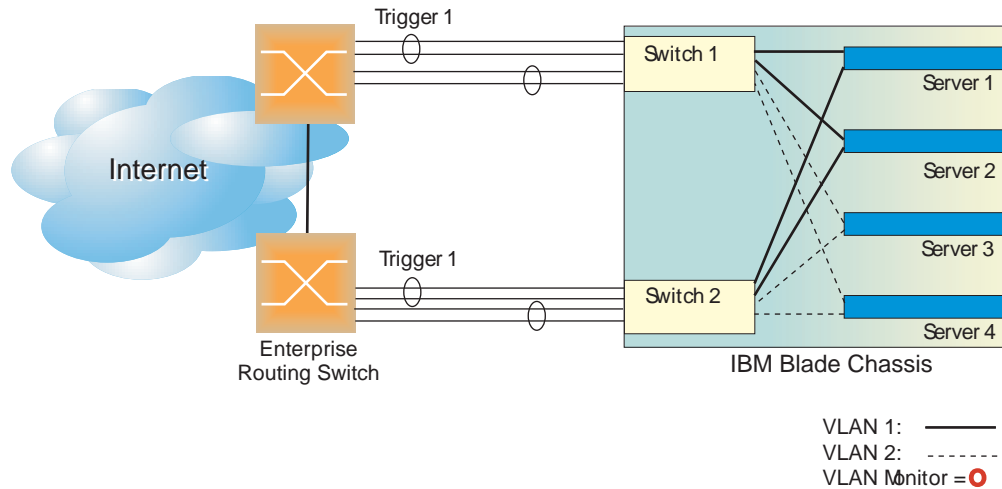 Trigger 1
Switch 1
Server 1
Internet
Server 2
Trigger 1
Server 3
Switch 2
Server 4
Enterprise
Routing Switch
IBM Blade Chassis
VLAN 1:
VLAN 2:
VLAN Monitor =